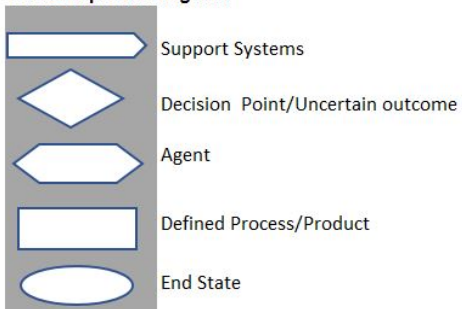 Support Systems
Decision Point/Uncertain outcome
Agent
Defined Process/Product
End State